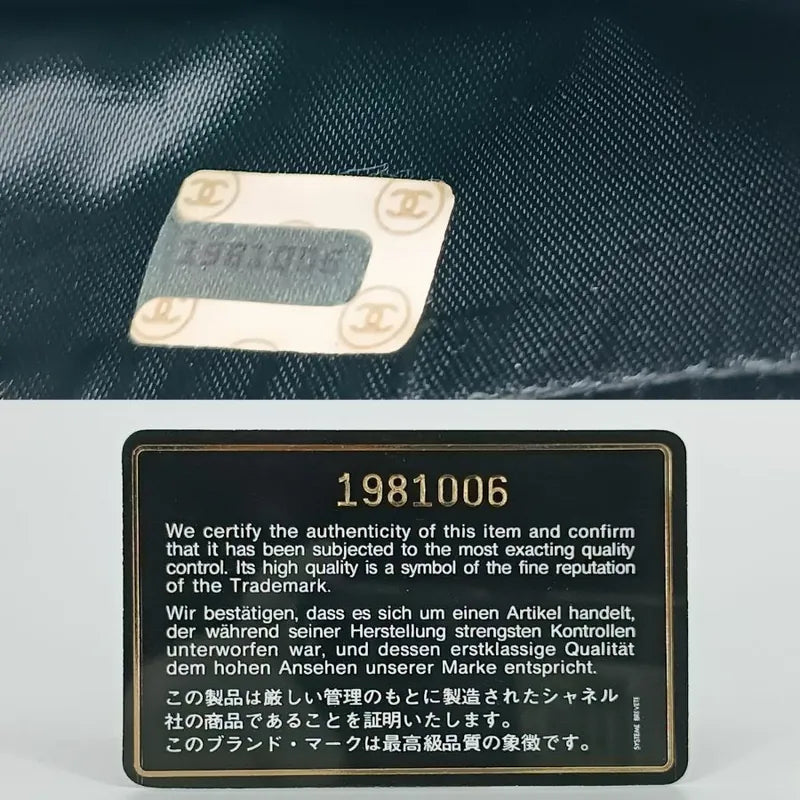 1981006
1981006
We certify the authenticity of this item and confirm
that it has been subjected to the most exacting quality
control. Its high quality is a symbol of the fine reputation
of the Trademark.
Wir bestätigen, dass es sich um einen Artikel handelt,
der während seiner Herstellung strengsten Kontrollen
unterworfen war, und dessen erstklassige Qualität
dem hohen Ansehen unserer Marke entspricht.
この製品は厳しい管理のもとに製造されたシャネル
社の商品であることを証明いたします。
このブランド・マークは最高級品質の象徴です。